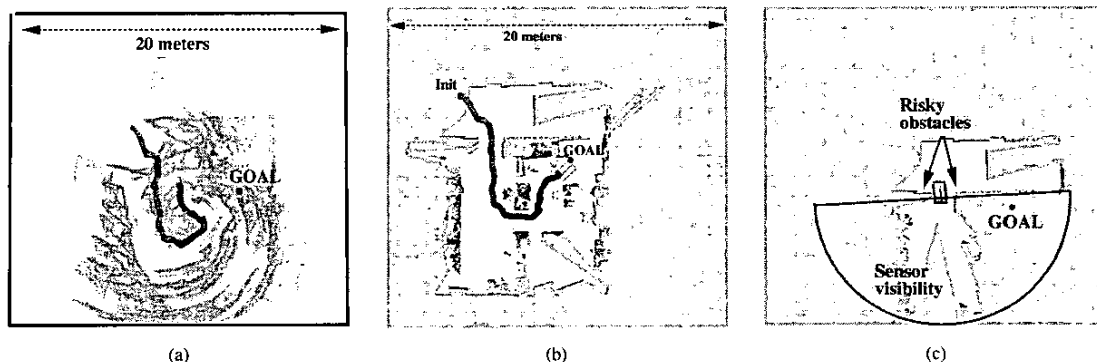 20 meters
GOAL
(a)
20 meters
Init
GOAL
(b)
Risky
obstacles
GOAL
Sensor
visibility
(c)